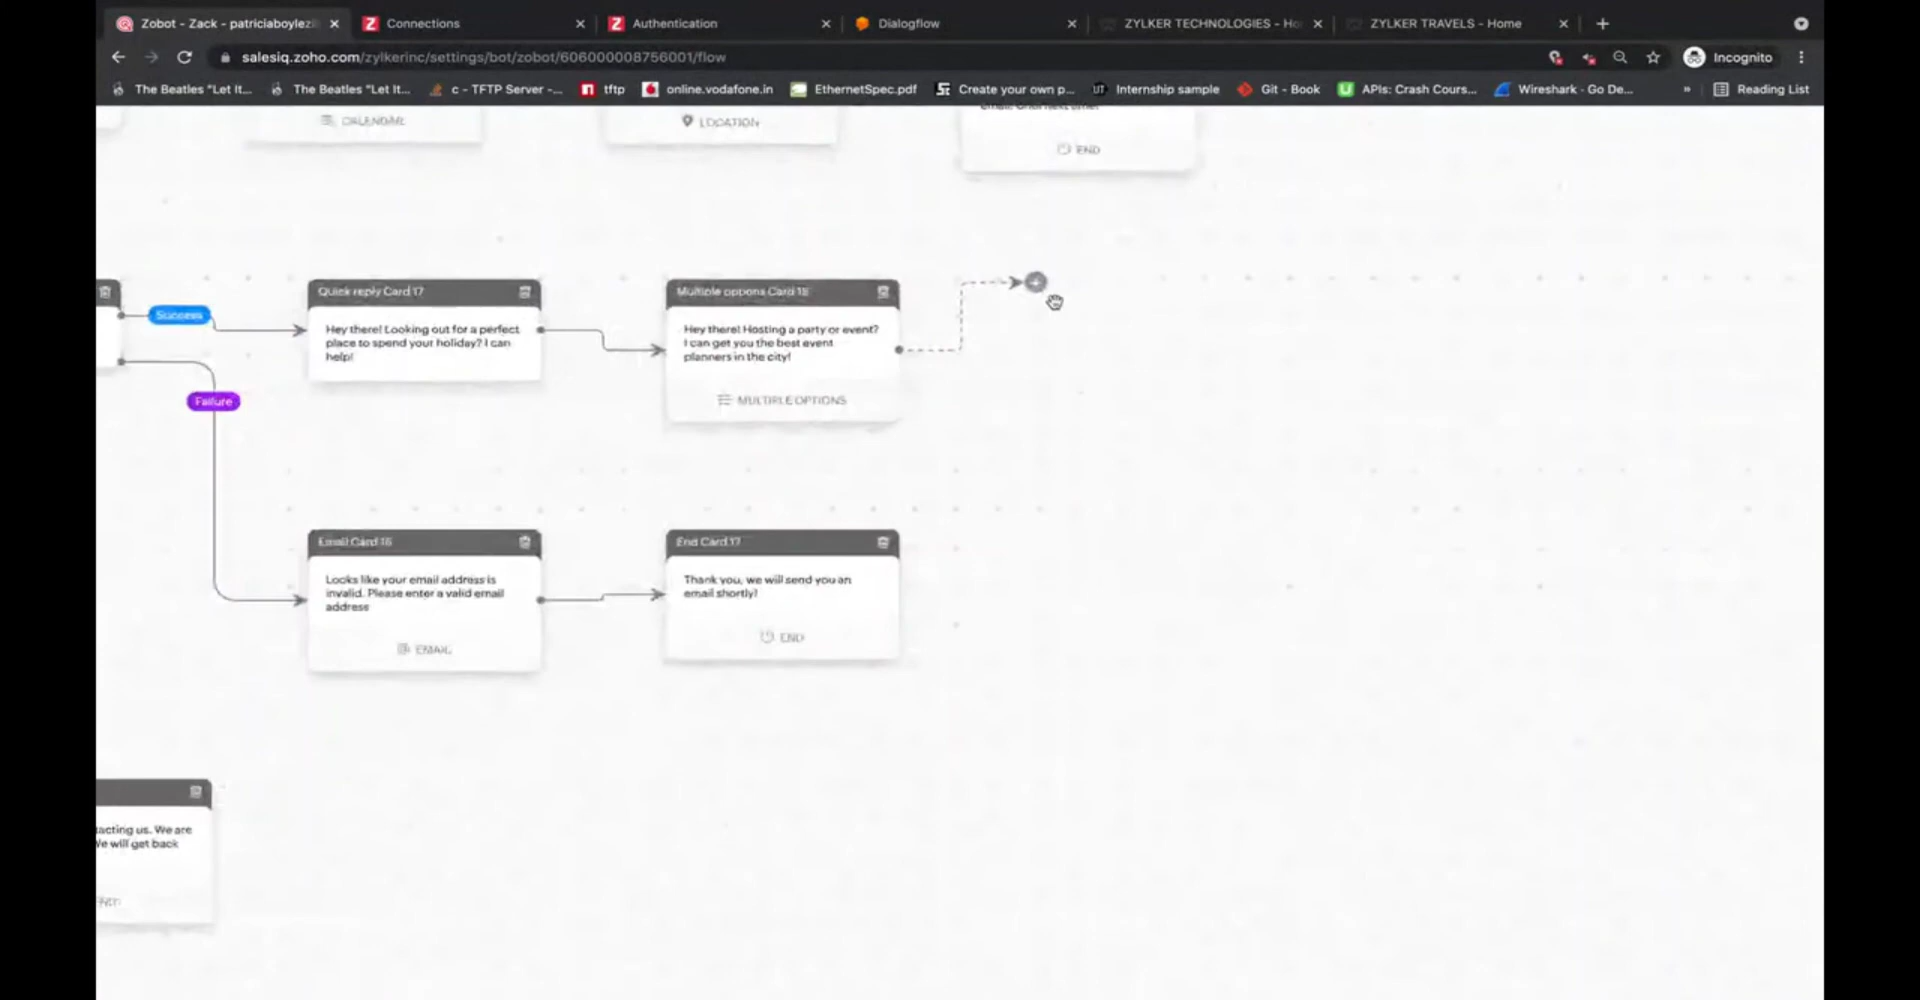 Zobot - Zack - patriciaboylezi
Connections
Authentication
Dialogflow
ZYLKER TECHNOLOGIES - Ho
ZYLKER TRAVELS - Home
salesiq.zoho.com/zylkerinc/settings/bot/zobot/606000008756001/flow
Incognito
The Beatles "Let It...
The Beatles "Let It...
c - TFTP Server -...
tftp
online.vodafone.in
EthernetSpec.pdf
Create your own p...
Internship sample
Git - Book
APIs: Crash Cours...
Wireshark - Go De...
»
Reading List
CALENDAR
LOCATION
END
Success
Quick reply Card 17
Hey there! Looking out for a perfect
place to spend your holiday? I can
help!
Multiple options Card 18
Hey there! Hosting a party or event?
I can get you the best event
planners in the city!
MULTIPLE OPTIONS
Failure
Email Card 16
Looks like your email address is
invalid. Please enter a valid email
address
EMAIL
End Card 17
Thank you, we will send you an
email shortly!
END
acting us. We are
We will get back